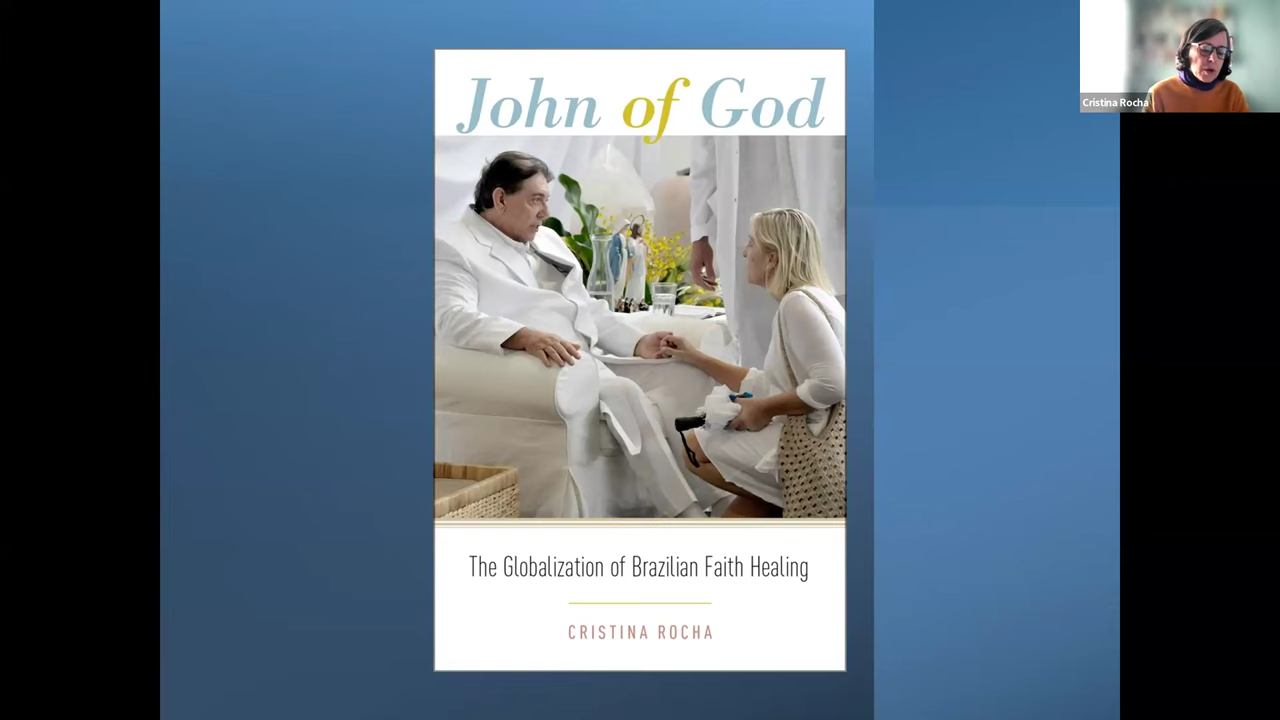 John of God
The Globalization of Brazilian Faith Healing
CRISTINA ROCHA
Cristina Rocha